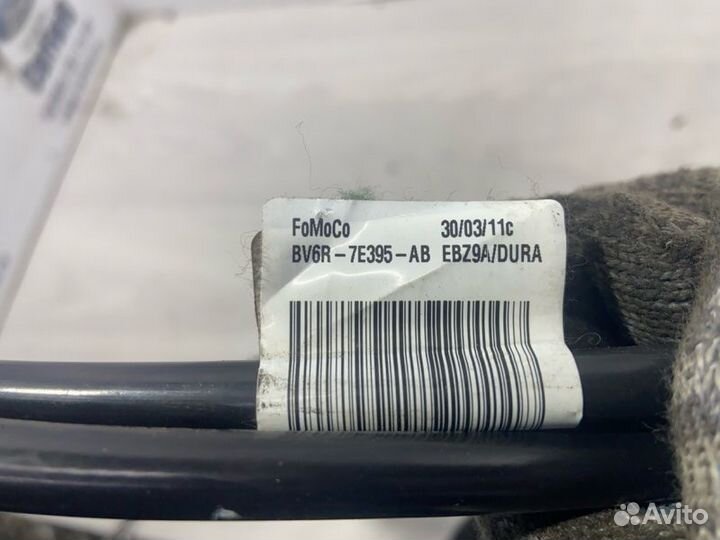 FoMoCo 30/03/11c
BV6R-7E395-AB EBZ9A/DURA
Avito